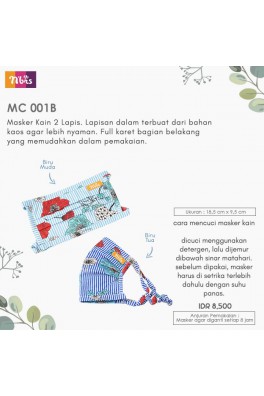 Nibras
MC 001B
Masker Kain 2 Lapis. Lapisan dalam terbuat dari bahan
kaos agar lebih nyaman. Full karet bagian belakang
yang memudahkan dalam pemakaian.
Biru
Muda
Biru
Tua
Ukuran : 18,5 cm x 9,5 cm
cara mencuci masker kain
dicuci menggunakan
detergen, lalu dijemur
dibawah sinar matahari.
sebelum dipakai, masker
harus di setrika terlebih
dahulu dengan suhu
panas.
IDR 8,500
Anjuran Pemakaian :
Masker agar diganti setiap 8 jam